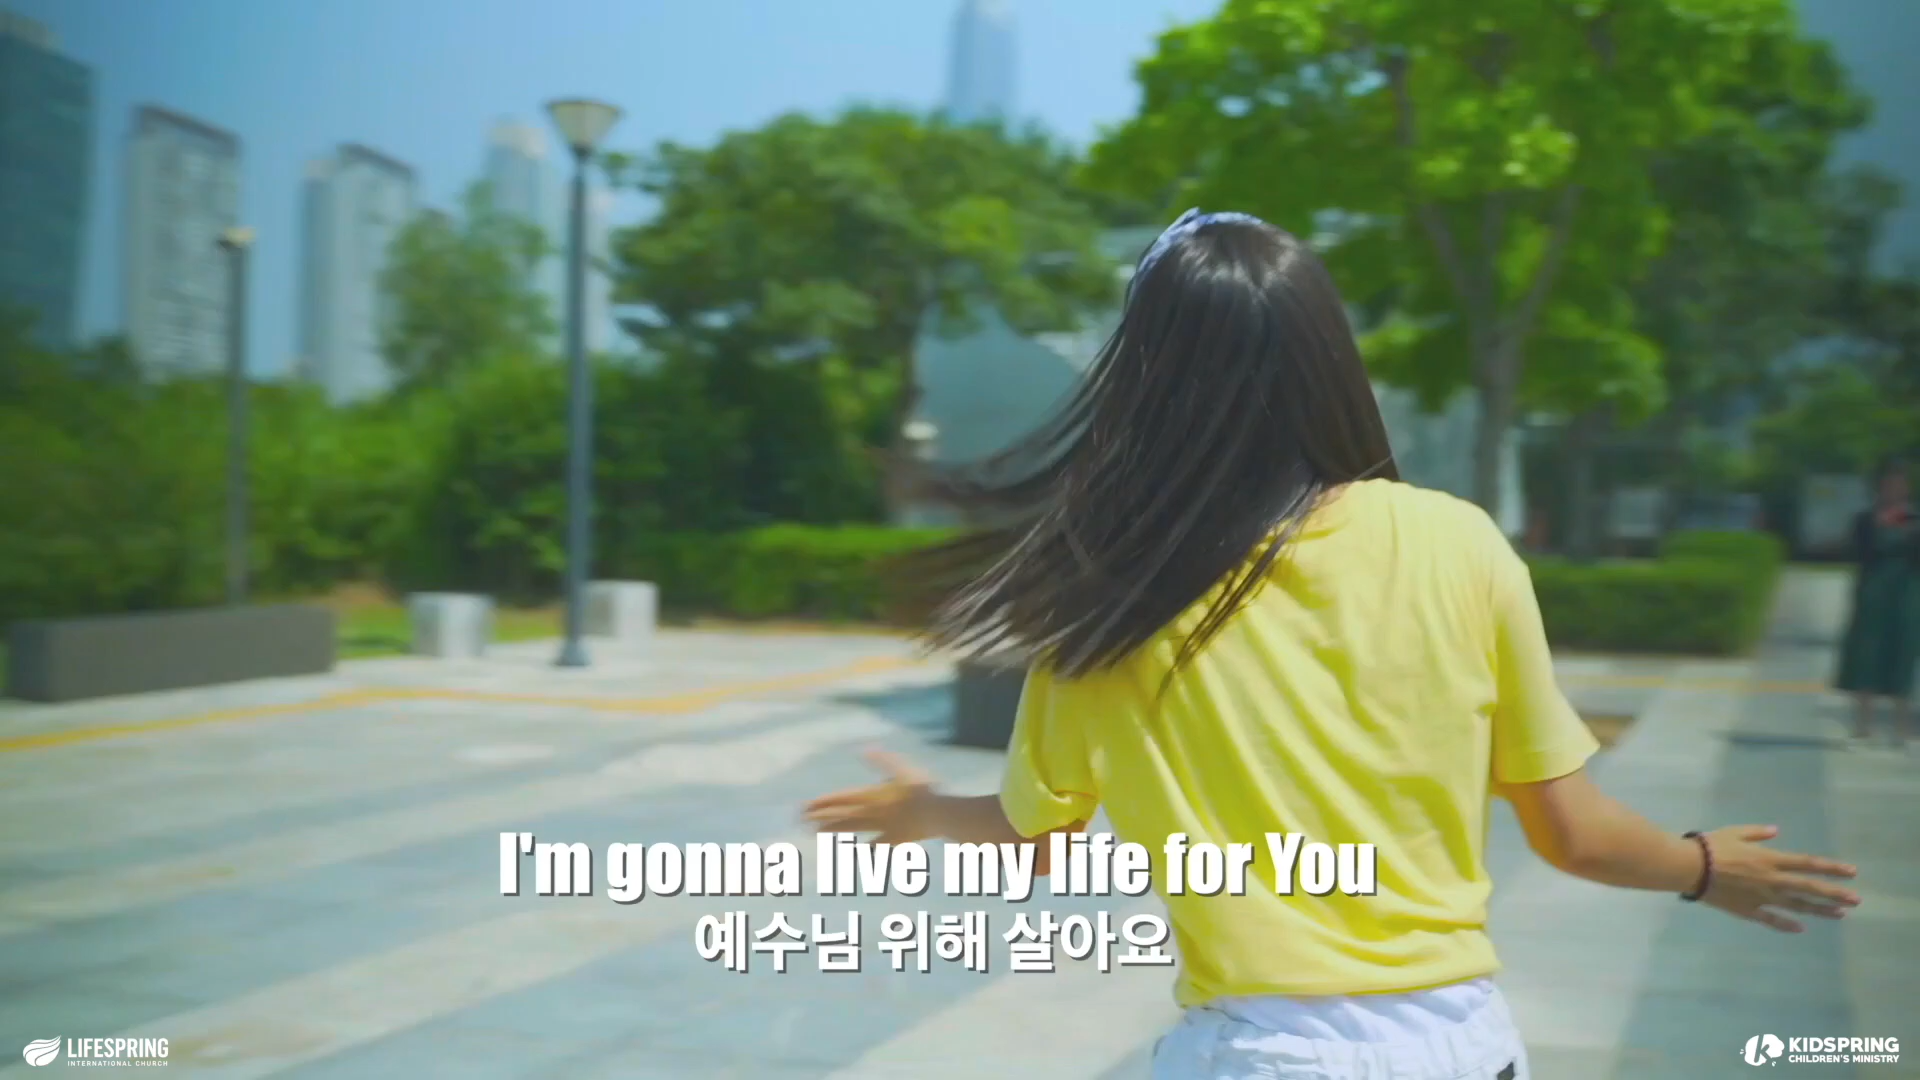 I'm gonna live my life for You
예수님 위해 살아요
LIFESPRING
INTERNATIONAL CHURCH
KIDSPRING
CHILDREN'S MINISTRY